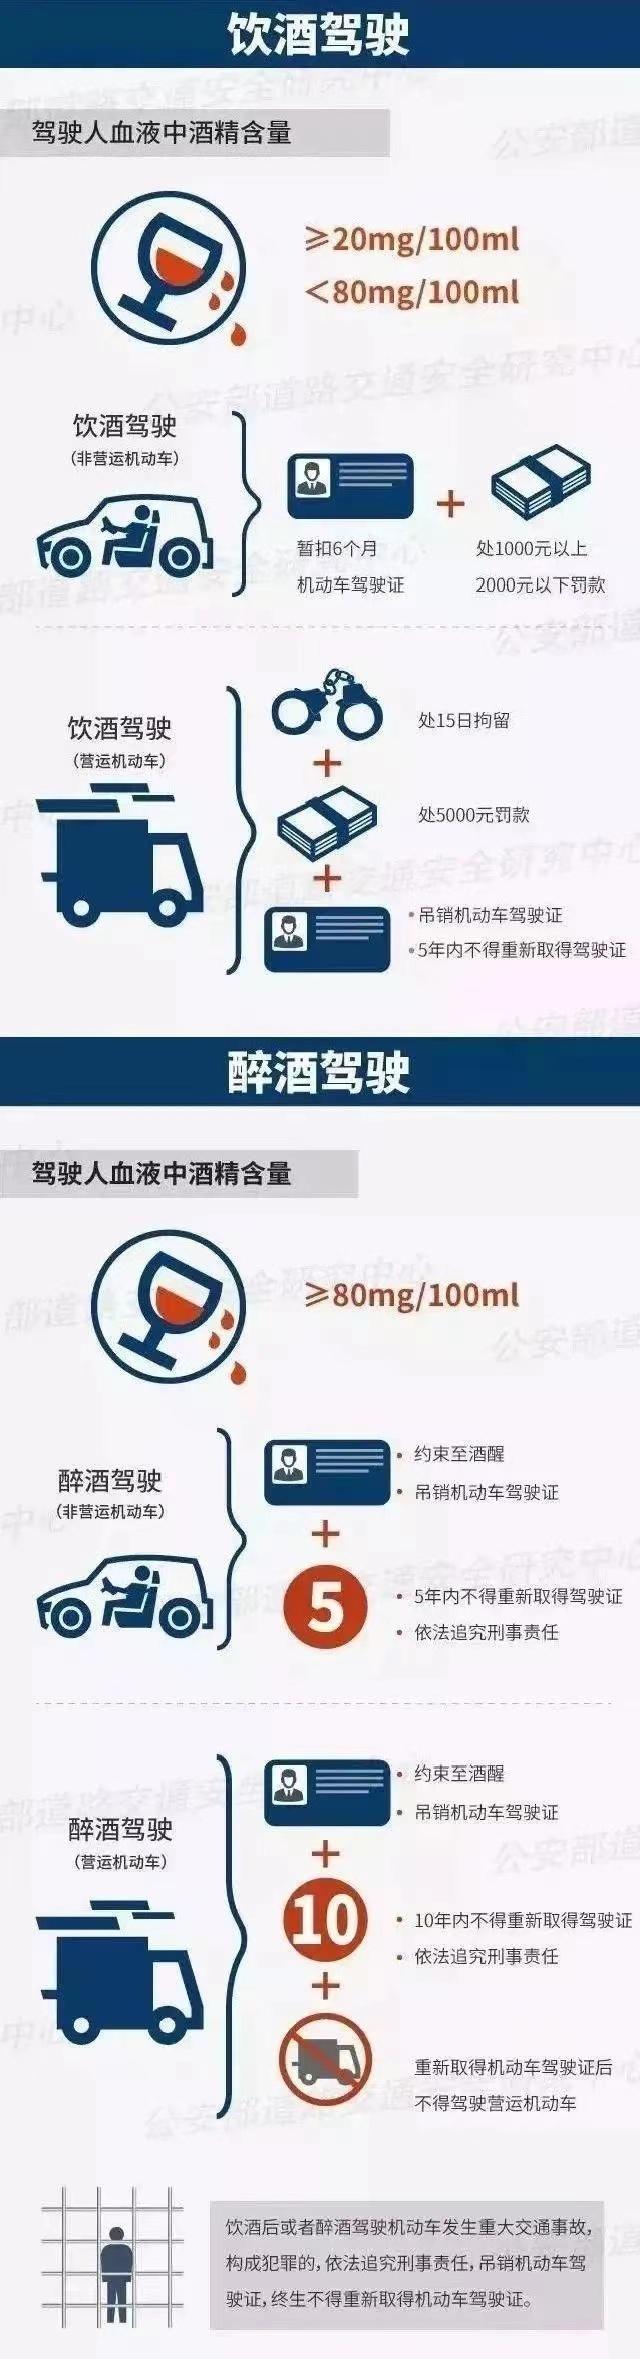 饮酒驾驶
驾驶人血液中酒精含量
≥20mg/100ml
<80mg/100ml
饮酒驾驶
(非营运机动车)
暂扣6个月
机动车驾驶证
处1000元以上
2000元以下罚款
饮酒驾驶
(营运机动车)
处15日拘留
处5000元罚款
•吊销机动车驾驶证
•5年内不得重新取得驾驶证
醉酒驾驶
驾驶人血液中酒精含量
≥80mg/100ml
醉酒驾驶
(非营运机动车)
• 约束至酒醒
• 吊销机动车驾驶证
5
• 5年内不得重新取得驾驶证
• 依法追究刑事责任
醉酒驾驶
(营运机动车)
• 约束至酒醒
• 吊销机动车驾驶证
10
• 10年内不得重新取得驾驶证
• 依法追究刑事责任
重新取得机动车驾驶证后
不得驾驶营运机动车
饮酒后或者醉酒驾驶机动车发生重大交通事故,
构成犯罪的,依法追究刑事责任,吊销机动车驾
驶证,终生不得重新取得机动车驾驶证。
公安部道路交通安全研究中心